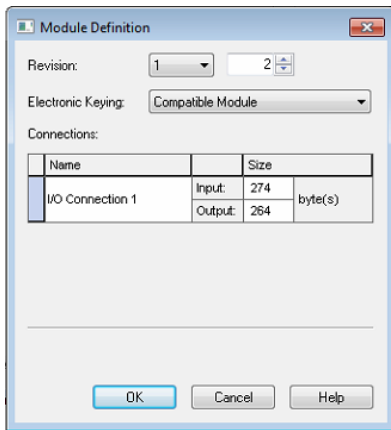 Module Definition
Revision: 1 2
Electronic Keying: Compatible Module
Connections:
Name Size
I/O Connection 1 Input: 274 byte(s)
Output: 264
OK Cancel Help